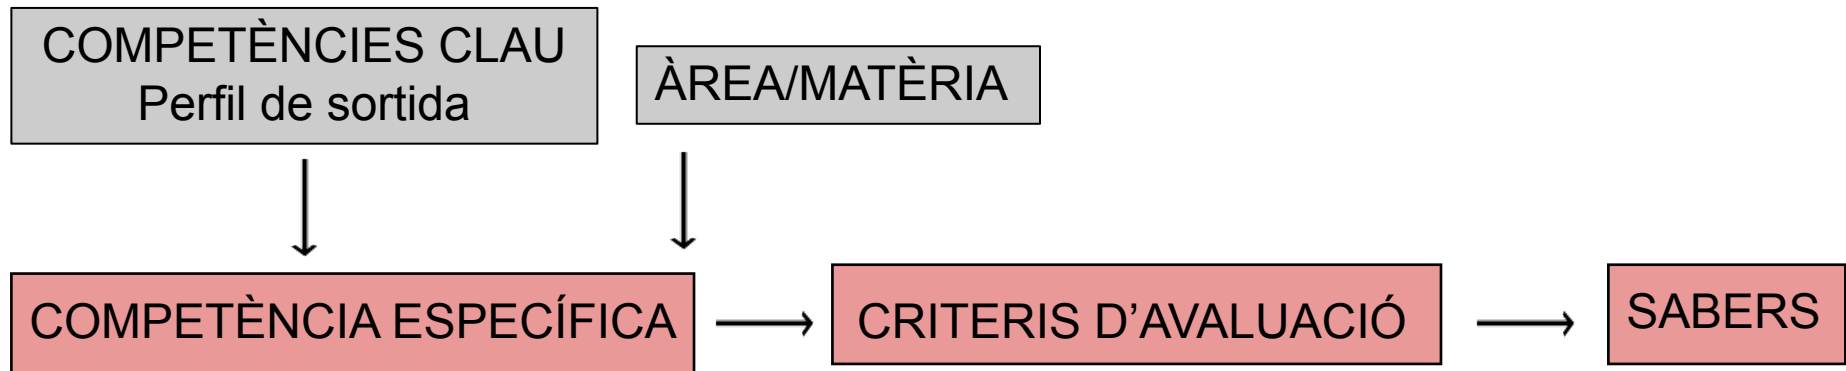 COMPETÈNCIES CLAU
Perfil de sortida
ÀREA/MATÈRIA
COMPETÈNCIA ESPECÍFICA
CRITERIS D’AVALUACIÓ
SABERS